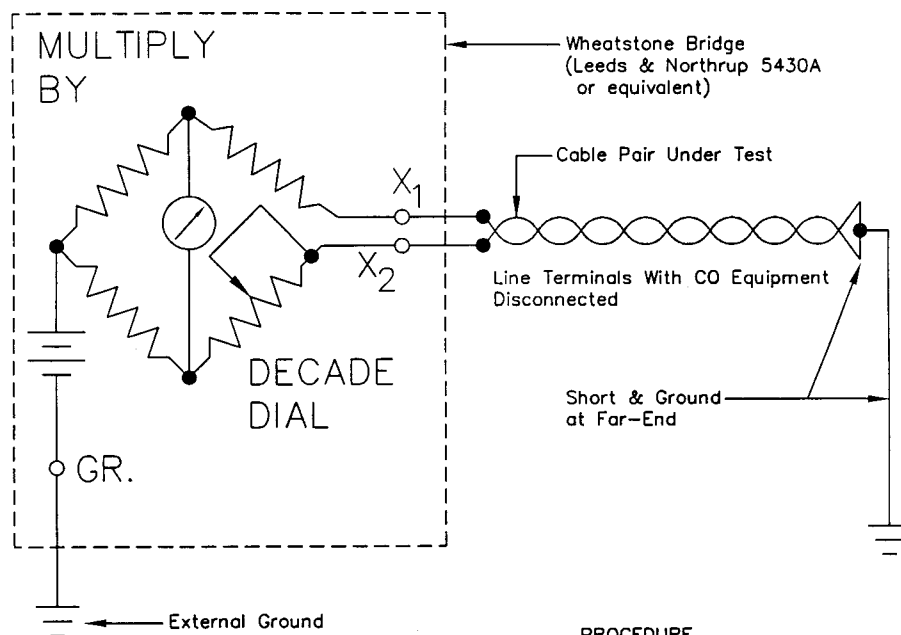 MULTIPLY
BY
Wheatstone Bridge
(Leeds & Northrup 5430A
or equivalent)
Cable Pair Under Test
X1
X2
Line Terminals With CO Equipment
Disconnected
DECADE
DIAL
Short & Ground
at Far-End
GR.
External Ground
PROCEDURE